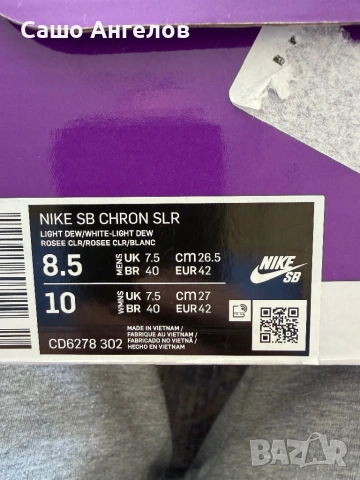 Сашо Ангелов
NIKE SB CHRON SLR
LIGHT DEW/WHITE-LIGHT DEW
ROSEE CLR/ROSEE CLR/BLANC
8.5 MENS UK 7.5 cm 26.5
BR 40 EUR 42
10 WMNS UK 7.5 cm 27
BR 40 EUR 42
NIKE SB
MADE IN VIETNAM /
FABRIQUE AU VIETNAM /
FABRICADO NO VIETNÃ /
HECHO EN VIETNAM
CD6278 302
BAZAR